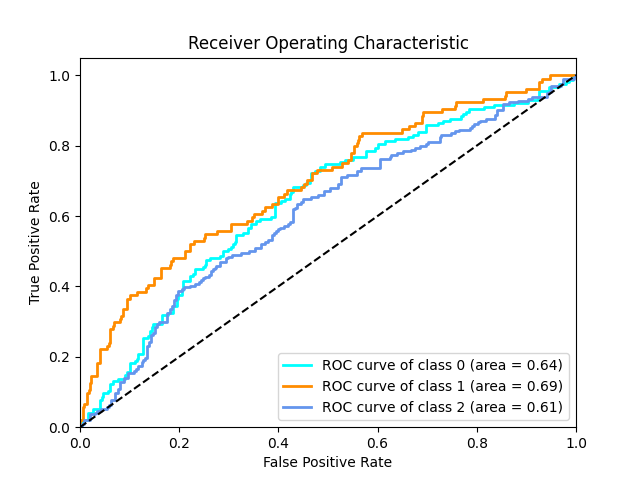 Receiver Operating Characteristic
True Positive Rate
1.0
0.8
0.6
0.4
0.2
0.0
ROC curve of class 0 (area = 0.64)
ROC curve of class 1 (area = 0.69)
ROC curve of class 2 (area = 0.61)
0.0 0.2 0.4 0.6 0.8 1.0
False Positive Rate